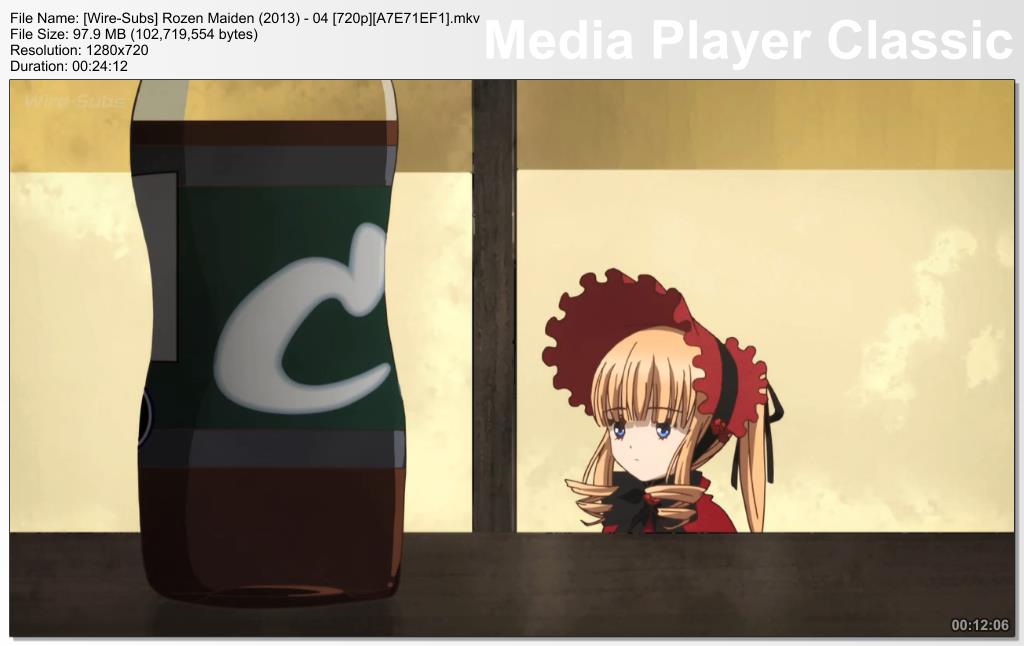 File Name: [Wire-Subs] Rozen Maiden (2013) - 04 [720p][A7E71EF1].mkv
File Size: 97.9 MB (102,719,554 bytes)
Resolution: 1280x720
Duration: 00:24:12
Media Player Classic
Wire-Subs
C
00:12:06